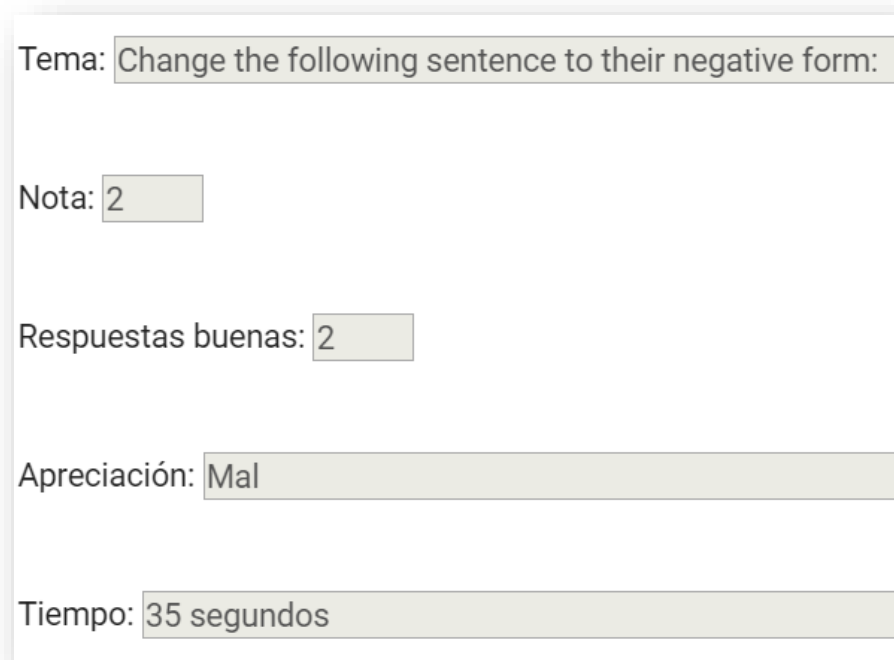 Tema: Change the following sentence to their negative form:
Nota: 2
Respuestas buenas: 2
Apreciación: Mal
Tiempo: 35 segundos